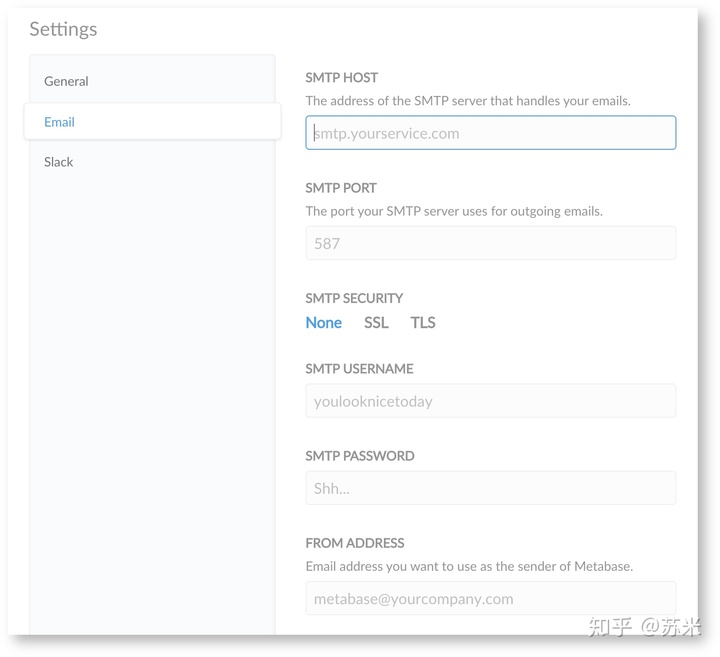 Settings
General
Email
Slack
SMTP HOST
The address of the SMTP server that handles your emails.
smtp.yourservice.com
SMTP PORT
The port your SMTP server uses for outgoing emails.
587
SMTP SECURITY
None SSL TLS
SMTP USERNAME
youlooknicetoday
SMTP PASSWORD
Shh...
FROM ADDRESS
Email address you want to use as the sender of Metabase.
metabase@yourcompany.com
知乎 @苏米